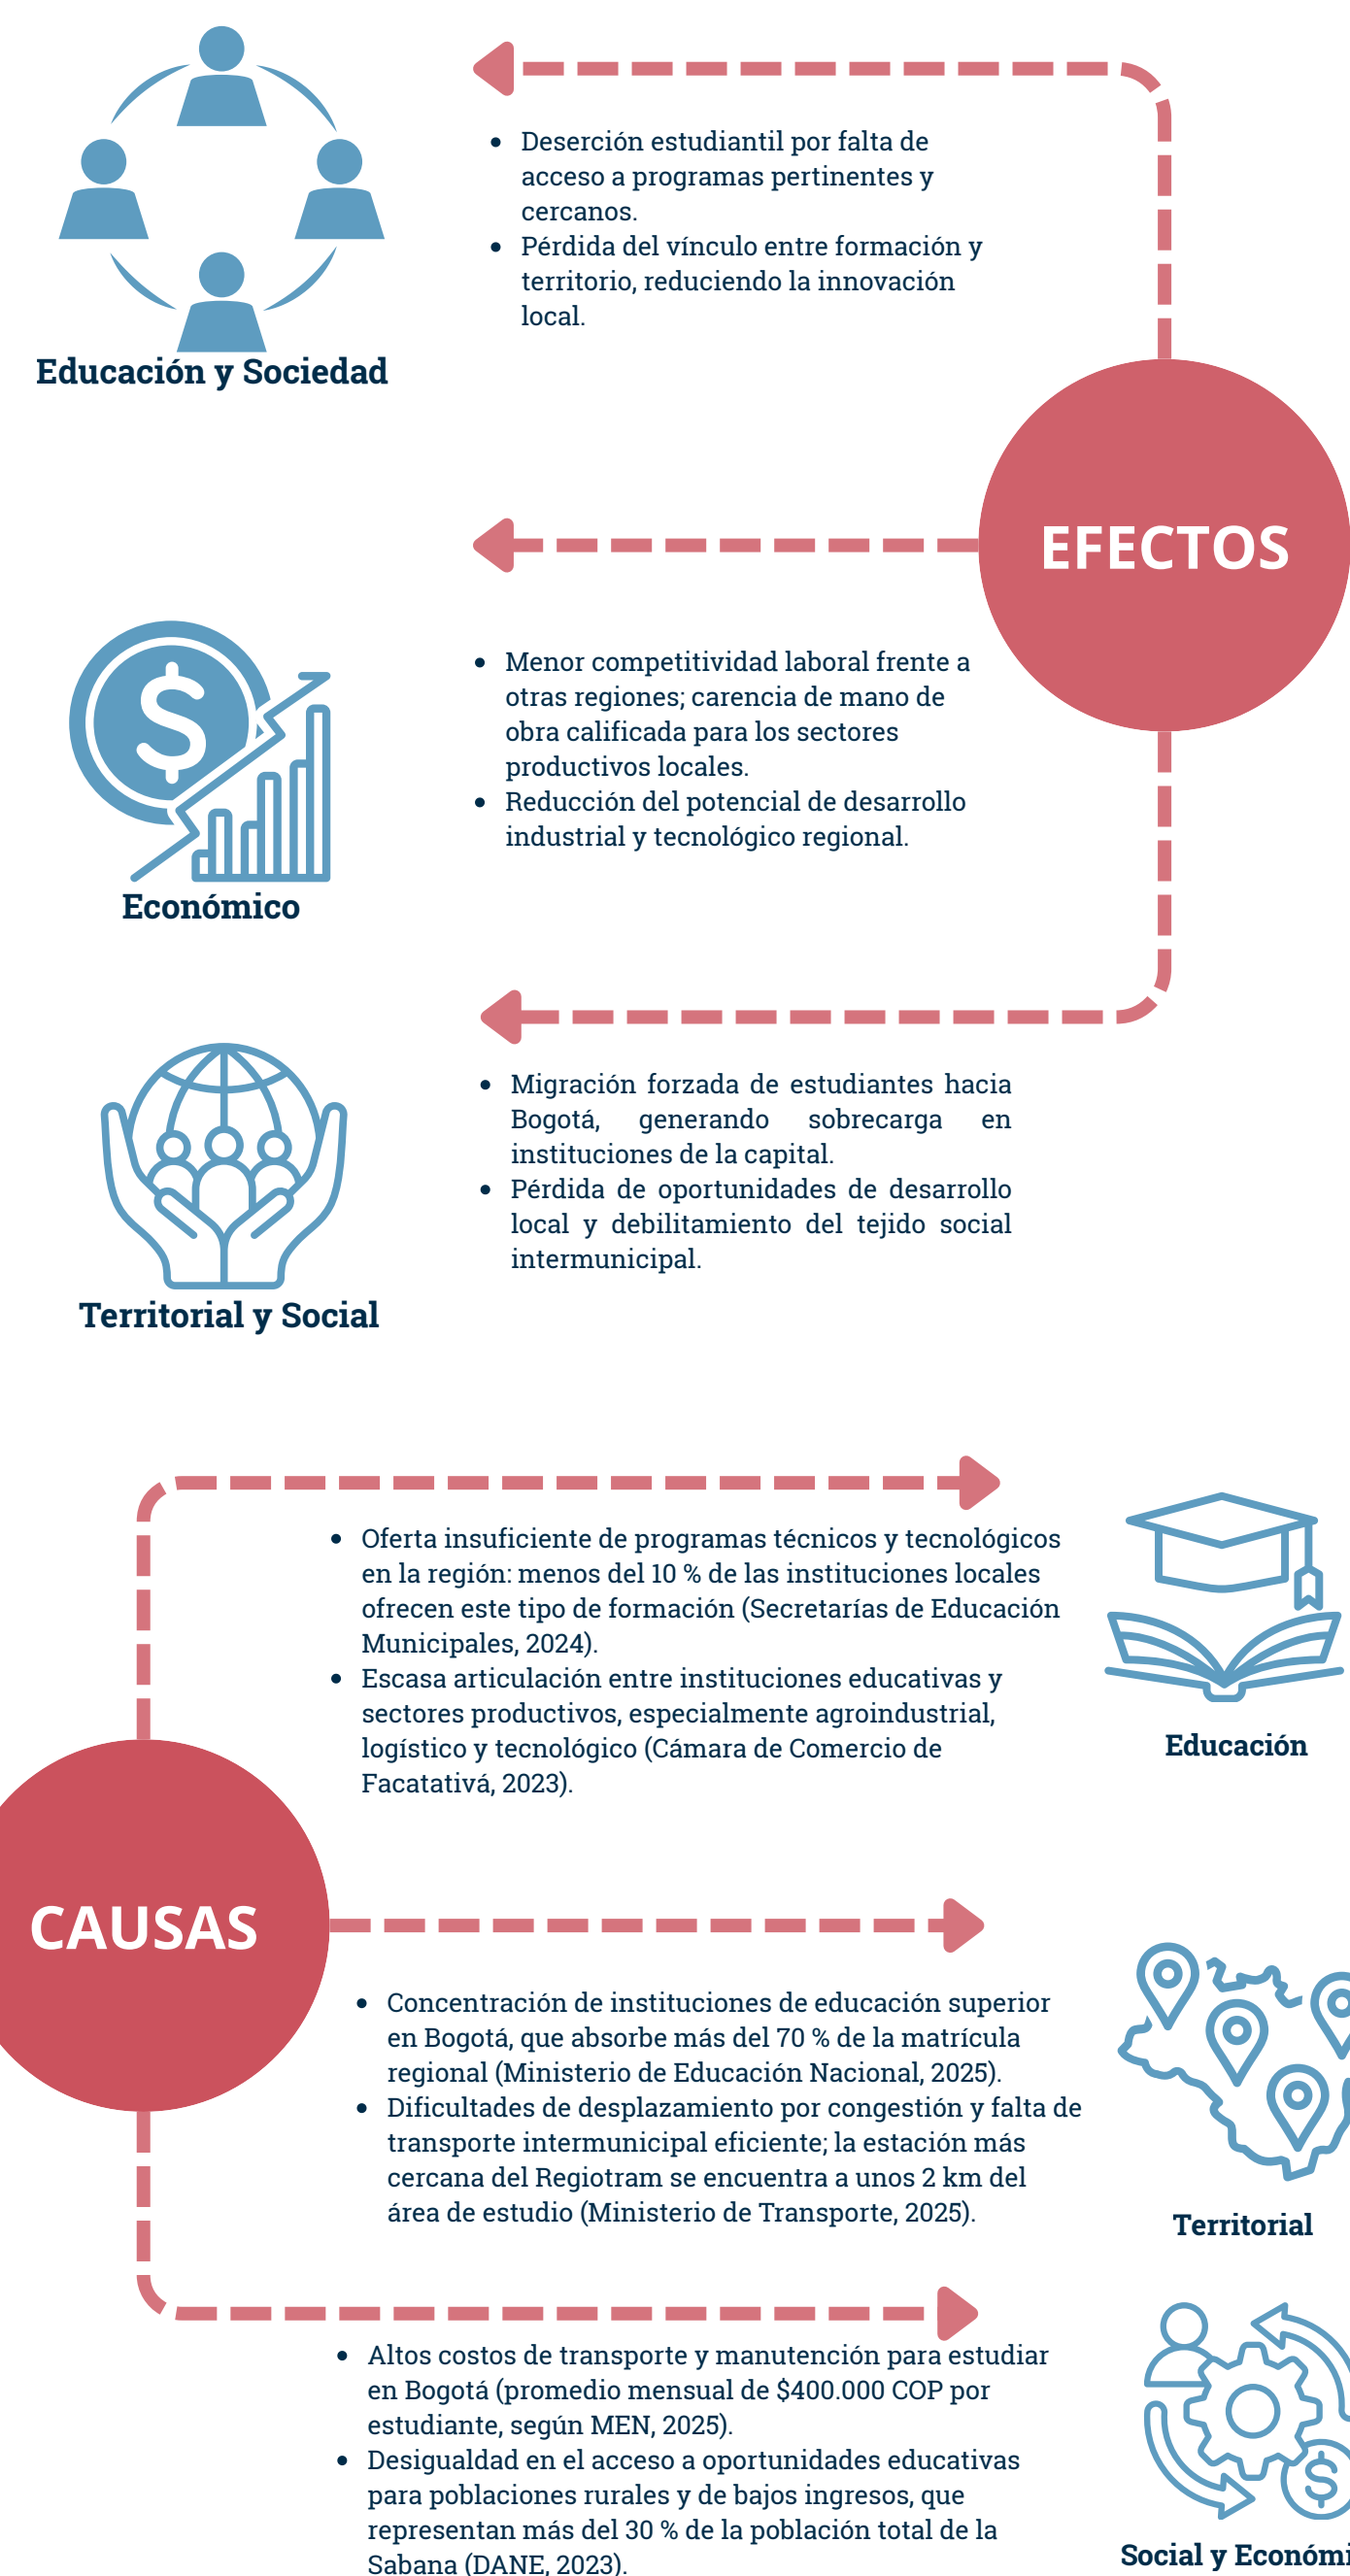 • Deserción estudiantil por falta de
acceso a programas pertinentes y
cercanos.
• Pérdida del vínculo entre formación y
territorio, reduciendo la innovación
local.
Educación y Sociedad
EFECTOS
• Menor competitividad laboral frente a
otras regiones; carencia de mano de
obra calificada para los sectores
productivos locales.
• Reducción del potencial de desarrollo
industrial y tecnológico regional.
$
Económico
• Migración forzada de estudiantes hacia
Bogotá, generando sobrecarga en
instituciones de la capital.
• Pérdida de oportunidades de desarrollo
local y debilitamiento del tejido social
intermunicipal.
Territorial y Social
• Oferta insuficiente de programas técnicos y tecnológicos
en la región: menos del 10 % de las instituciones locales
ofrecen este tipo de formación (Secretarías de Educación
Municipales, 2024).
• Escasa articulación entre instituciones educativas y
sectores productivos, especialmente agroindustrial,
logístico y tecnológico (Cámara de Comercio de
Facatativá, 2023).
Educación
CAUSAS
• Concentración de instituciones de educación superior
en Bogotá, que absorbe más del 70 % de la matrícula
regional (Ministerio de Educación Nacional, 2025).
• Dificultades de desplazamiento por congestión y falta de
transporte intermunicipal eficiente; la estación más
cercana del Regiotram se encuentra a unos 2 km del
área de estudio (Ministerio de Transporte, 2025).
Territorial
• Altos costos de transporte y manutención para estudiar
en Bogotá (promedio mensual de $400.000 COP por
estudiante, según MEN, 2025).
• Desigualdad en el acceso a oportunidades educativas
para poblaciones rurales y de bajos ingresos, que
representan más del 30 % de la población total de la
Sabana (DANE, 2023).
$
Social y Económi